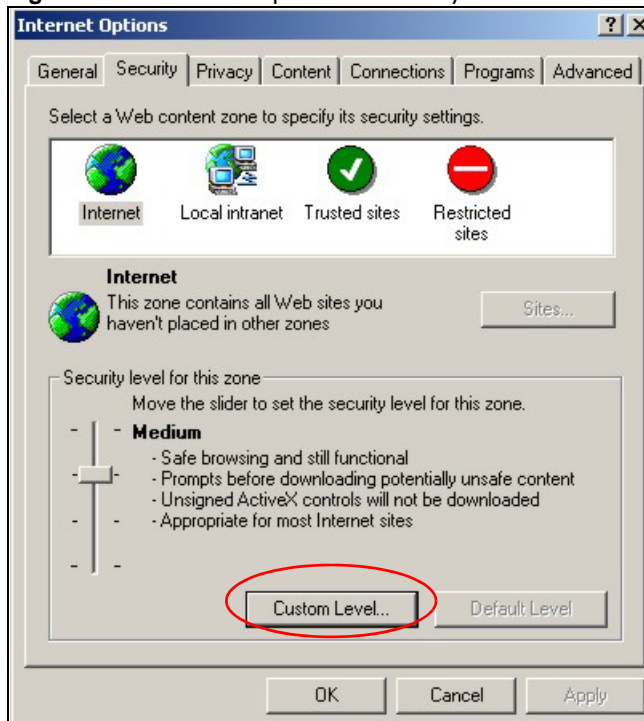 Internet Options
General Security Privacy Content Connections Programs Advanced
Select a Web content zone to specify its security settings.
Internet Local intranet Trusted sites Restricted
sites
Internet
This zone contains all Web sites you
haven't placed in other zones
Sites...
Security level for this zone
Move the slider to set the security level for this zone.
Medium
- Safe browsing and still functional
- Prompts before downloading potentially unsafe content
- Unsigned ActiveX controls will not be downloaded
- Appropriate for most Internet sites
Custom Level... Default Level
OK Cancel Apply